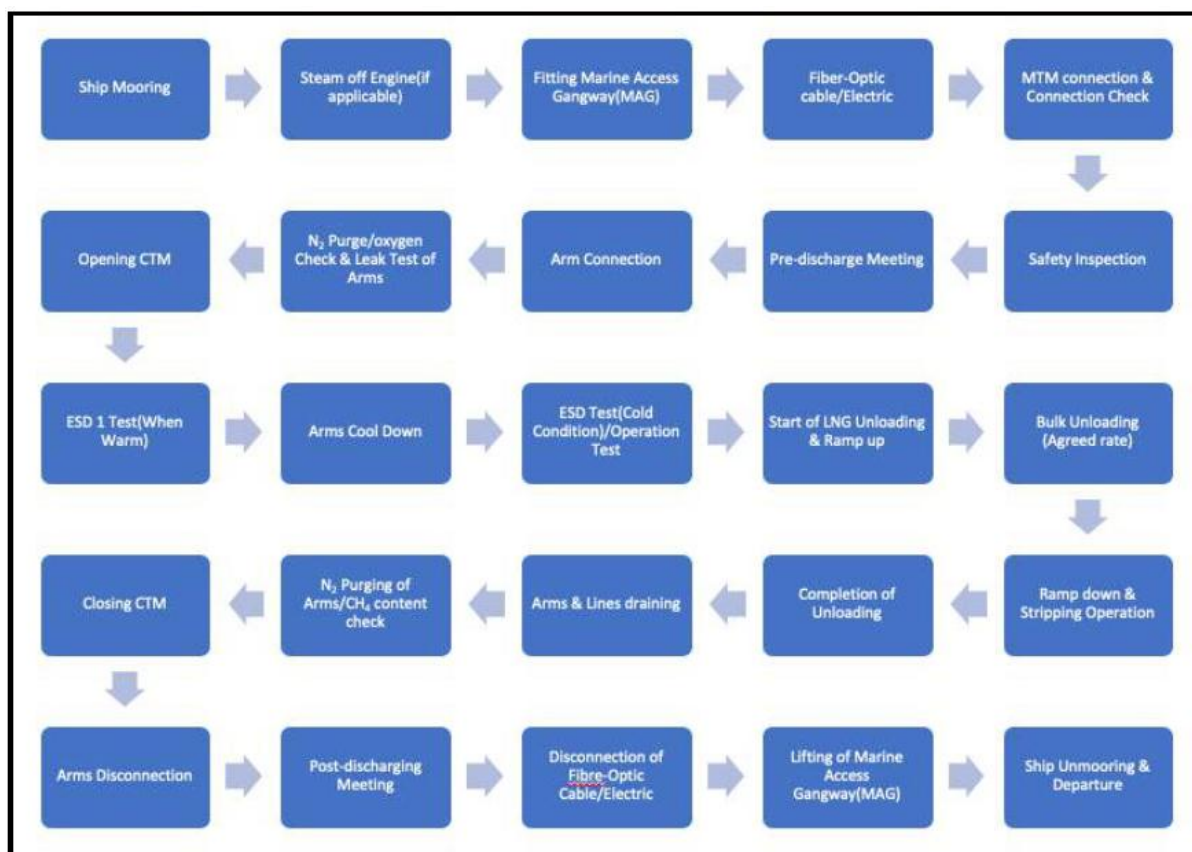 Ship Mooring
Steam off Engine(if
applicable)
Fitting Marine Access
Gangway(MAG)
Fiber-Optic
cable/Electric
MTM connection &
Connection Check
Safety Inspection
Pre-discharge Meeting
Arm Connection
N₂ Purge/oxygen
Check & Leak Test of
Arms
Opening CTM
ESD 1 Test(When
Warm)
Arms Cool Down
ESD Test(Cold
Condition)/Operation
Test
Start of LNG Unloading
& Ramp up
Bulk Unloading
(Agreed rate)
Ramp down &
Stripping Operation
Completion of
Unloading
Arms & Lines draining
N₂ Purging of
Arms/CH₄ content
check
Closing CTM
Arms Disconnection
Post-discharging
Meeting
Disconnection of
Fibre-Optic
Cable/Electric
Lifting of Marine
Access
Gangway(MAG)
Ship Unmooring &
Departure